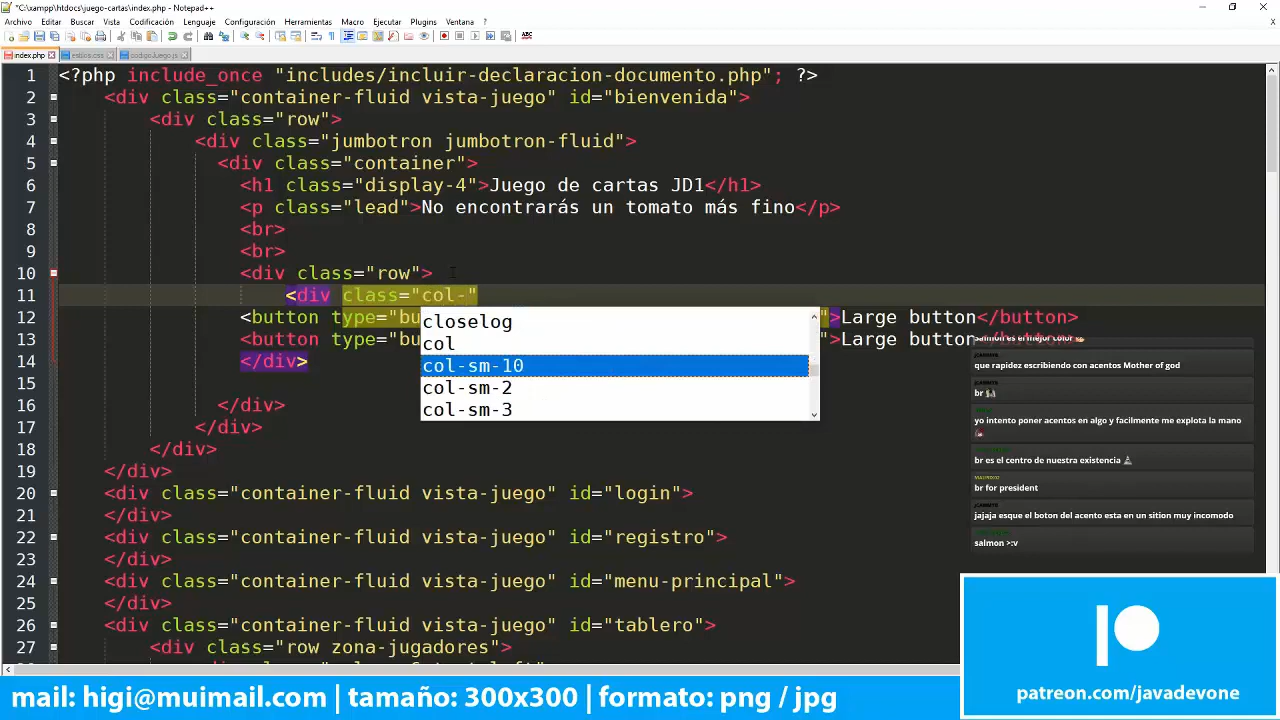 *C:\xampp\htdocs\juego-cartas\index.php - Notepad++
Archivo Editar Buscar Vista Codificación Lenguaje Configuración Herramientas Macro Ejecutar Plugins Ventana ?
index.php estilos.css codigoJuego.js
1 <?php include_once "includes/incluir-declaracion-documento.php"; ?>
2 <div class="container-fluid vista-juego" id="bienvenida">
3 <div class="row">
4 <div class="jumbotron jumbotron-fluid">
5 <div class="container">
6 <h1 class="display-4">Juego de cartas JD1</h1>
7 <p class="lead">No encontrarás un tomato más fino</p>
8 <br>
9 <br>
10 <div class="row">
11 <div class="col-"
12 <button type="bu ">Large button</button>
13 <button type="bu ">Large button</button>
14 </div>
15
16 </div>
17 </div>
18 </div>
19 </div>
20 <div class="container-fluid vista-juego" id="login">
21 </div>
22 <div class="container-fluid vista-juego" id="registro">
23 </div>
24 <div class="container-fluid vista-juego" id="menu-principal">
25 </div>
26 <div class="container-fluid vista-juego" id="tablero">
27 <div class="row zona-jugadores">
closelog
col
col-sm-10
col-sm-2
col-sm-3
salmon es el mejor color
que rapidez escribiendo con acentos Mother of god
br
yo intento poner acentos en algo y facilmente me explota la mano
br es el centro de nuestra existencia
br for president
jajaja esque el boton del acento esta en un sition muy incomodo
salmon >:v
patreon.com/javadevone
mail: higi@muimail.com | tamaño: 300x300 | formato: png / jpg